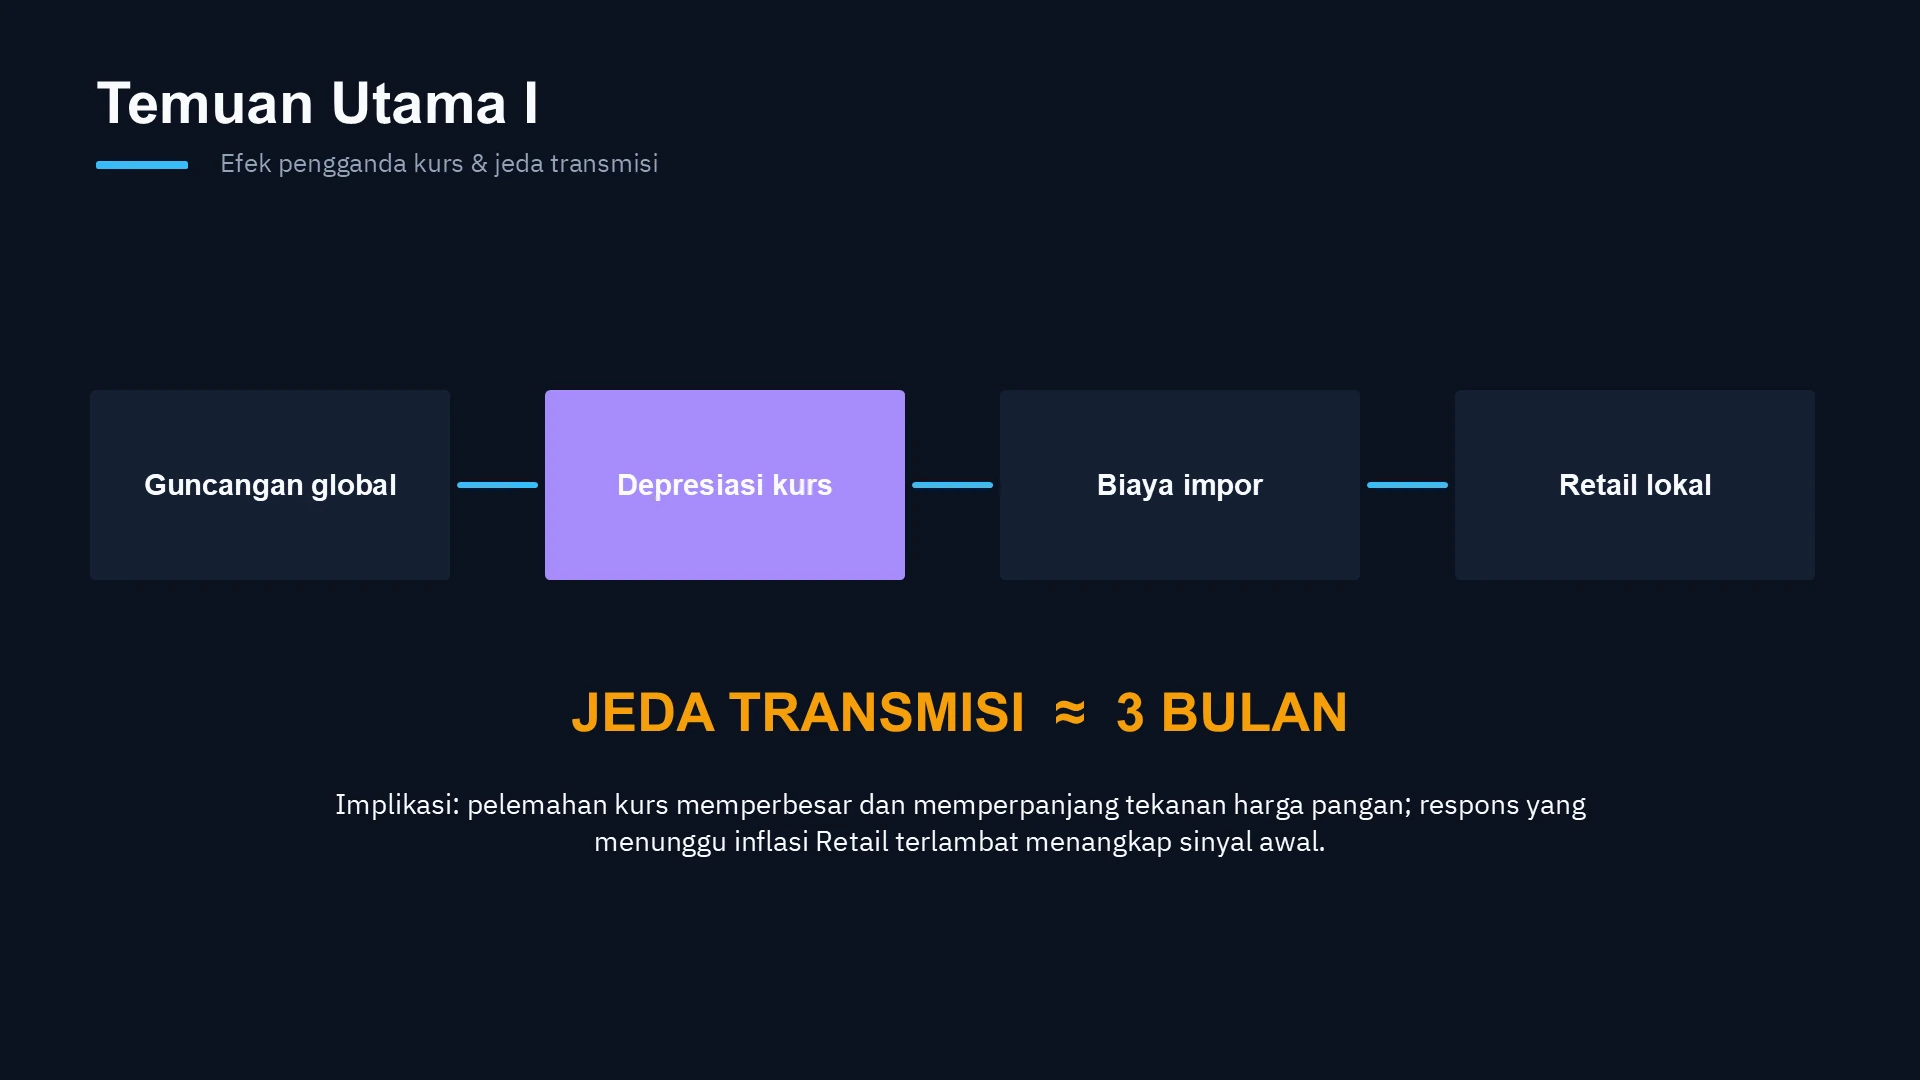 Temuan Utama I
Efek pengganda kurs & jeda transmisi
Guncangan global
Depresiasi kurs
Biaya impor
Retail lokal
JEDA TRANSMISI ≈ 3 BULAN
Implikasi: pelemahan kurs memperbesar dan memperpanjang tekanan harga pangan; respons yang
menunggu inflasi Retail terlambat menangkap sinyal awal.